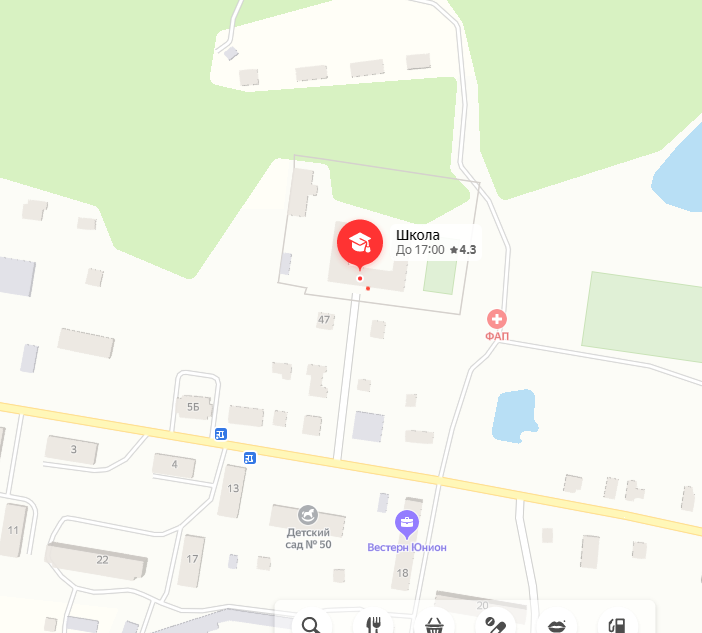 Школа
До 17:00 ★4.3
47
ФАП
5Б
3
4
13
Детский
сад № 50
Вестерн Юнион
11
22
17
18
20